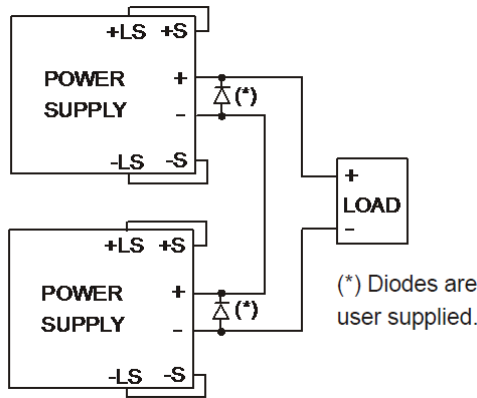 +LS +S
POWER
SUPPLY
+
(*)
–
-LS -S
+
LOAD
–
+LS +S
POWER
SUPPLY
+
(*)
–
-LS -S
(*) Diodes are
user supplied.